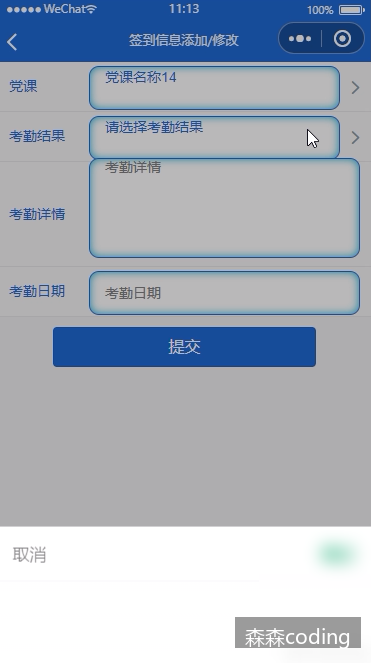 ●●●●● WeChat 11:13 100%
签到信息添加/修改
党课 党课名称14
考勤结果 请选择考勤结果
考勤详情 考勤详情
考勤日期 考勤日期
提交
取消
森森coding